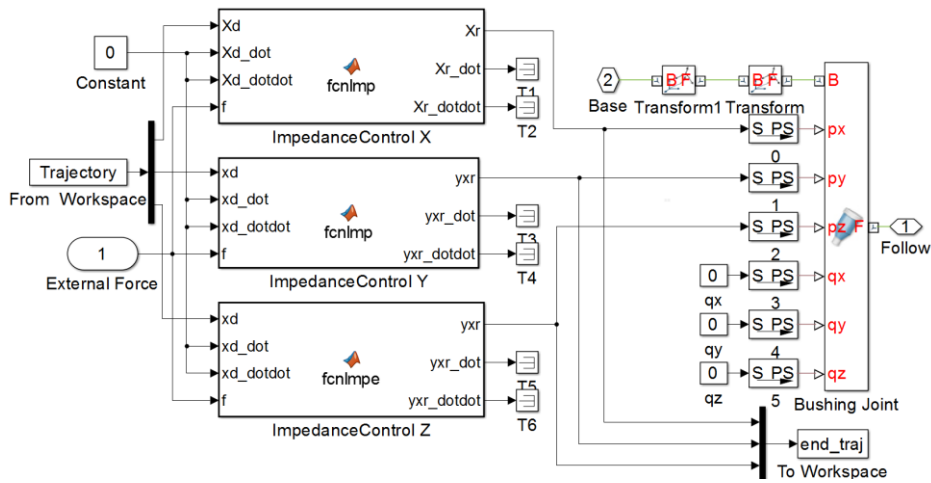 0
Constant
Xd
Xd_dot
Xd_dotdot
f
fcnImp
Xr
Xr_dot
Xr_dotdot
ImpedanceControl X
T1
T2
Trajectory
From Workspace
1
External Force
xd
xd_dot
xd_dotdot
f
fcnImp
yxr
yxr_dot
yxr_dotdot
ImpedanceControl Y
T3
T4
xd
xd_dot
xd_dotdot
f
fcnImpe
yxr
yxr_dot
yxr_dotdot
ImpedanceControl Z
T5
T6
2
Base
B F
Transform1
B F
Transform
S PS
0
S PS
1
S PS
2
0
qx
S PS
3
0
qy
S PS
4
0
qz
S PS
5
B
px
py
pz F
qx
qy
qz
Bushing Joint
1
Follow
end_traj
To Workspace